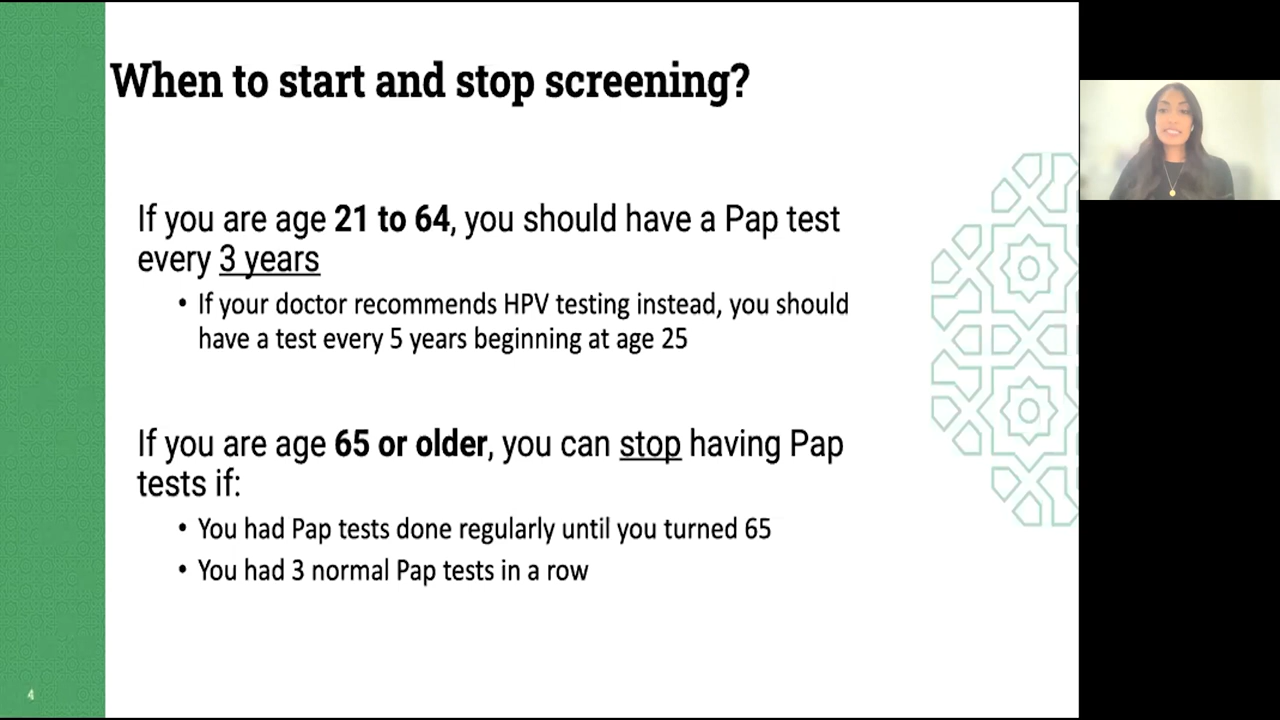 When to start and stop screening?
If you are age 21 to 64, you should have a Pap test
every 3 years
• If your doctor recommends HPV testing instead, you should
have a test every 5 years beginning at age 25
If you are age 65 or older, you can stop having Pap
tests if:
• You had Pap tests done regularly until you turned 65
• You had 3 normal Pap tests in a row
4